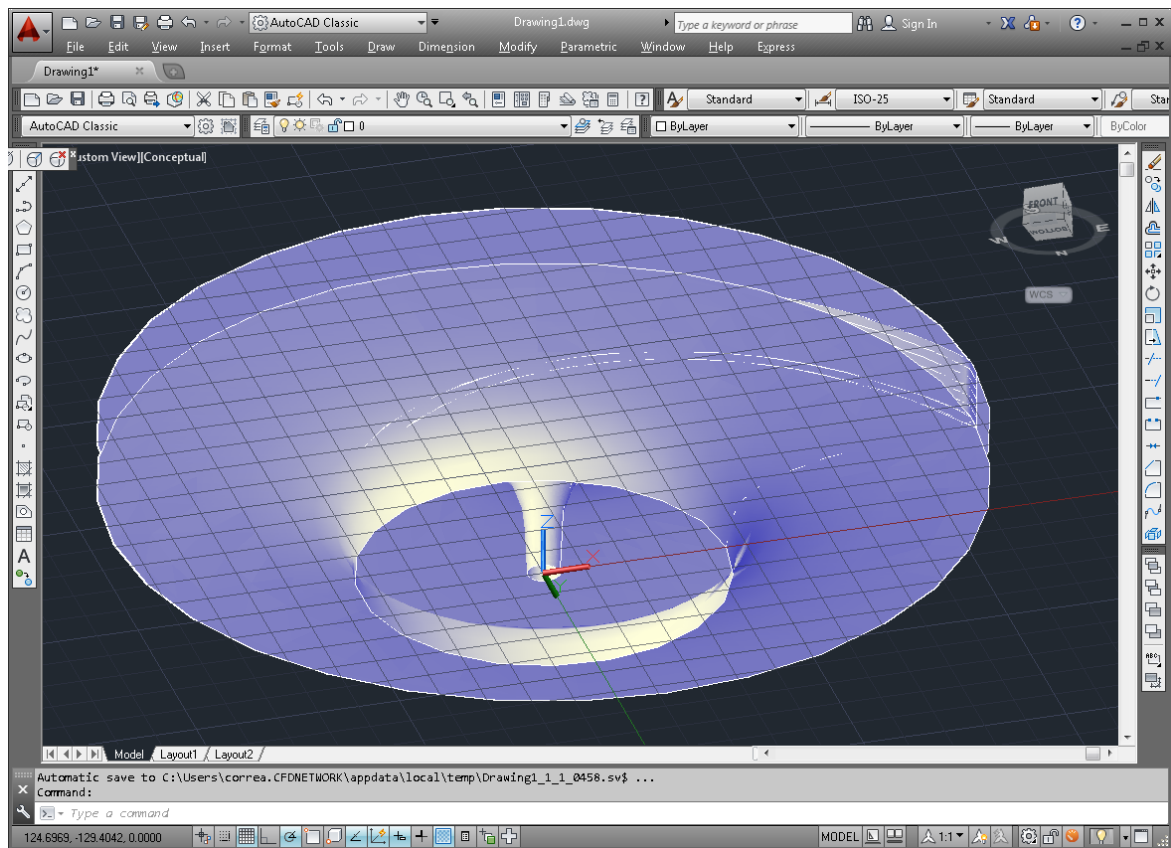 AutoCAD Classic Drawing1.dwg Type a keyword or phrase Sign In
File Edit View Insert Format Tools Draw Dimension Modify Parametric Window Help Express
Drawing1*
Standard ISO-25 Standard Star
AutoCAD Classic 0 ByLayer ByLayer ByLayer ByColor
ustom View][Conceptual]
FRONT
BOTTOM
W E
N
WCS
X
A
ABC
Model Layout1 Layout2
Automatic save to C:\Users\correa.CFDNETWORK\appdata\local\temp\Drawing1_1_1_0458.sv$ ...
Command:
Type a command
124.6969, -129.4042, 0.0000 MODEL 1:1